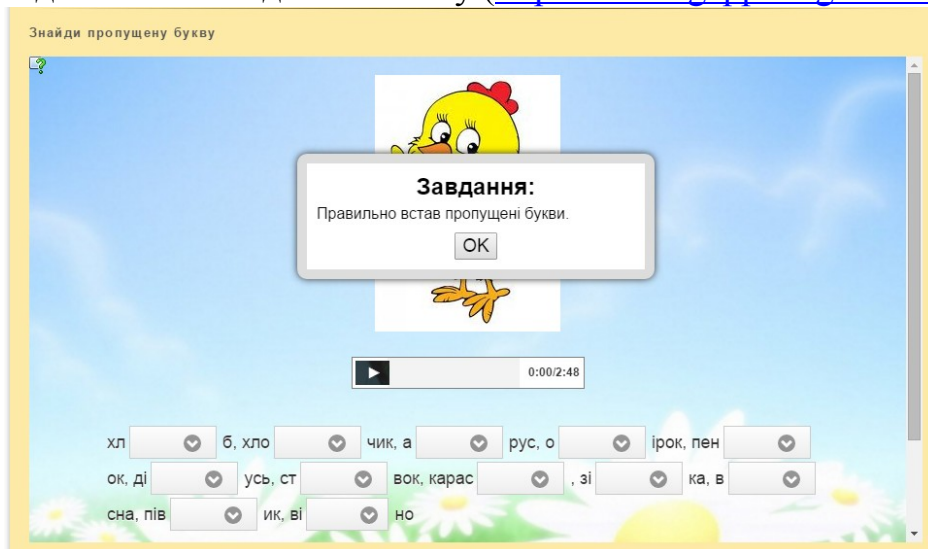 Знайди пропущену букву
Завдання:
Правильно встав пропущені букви.
OK
0:00/2:48
хл б, хло чик, а рус, о ірок, пен
ок, ді усь, ст вок, карас , зі ка, в
сна, пів ик, ві но